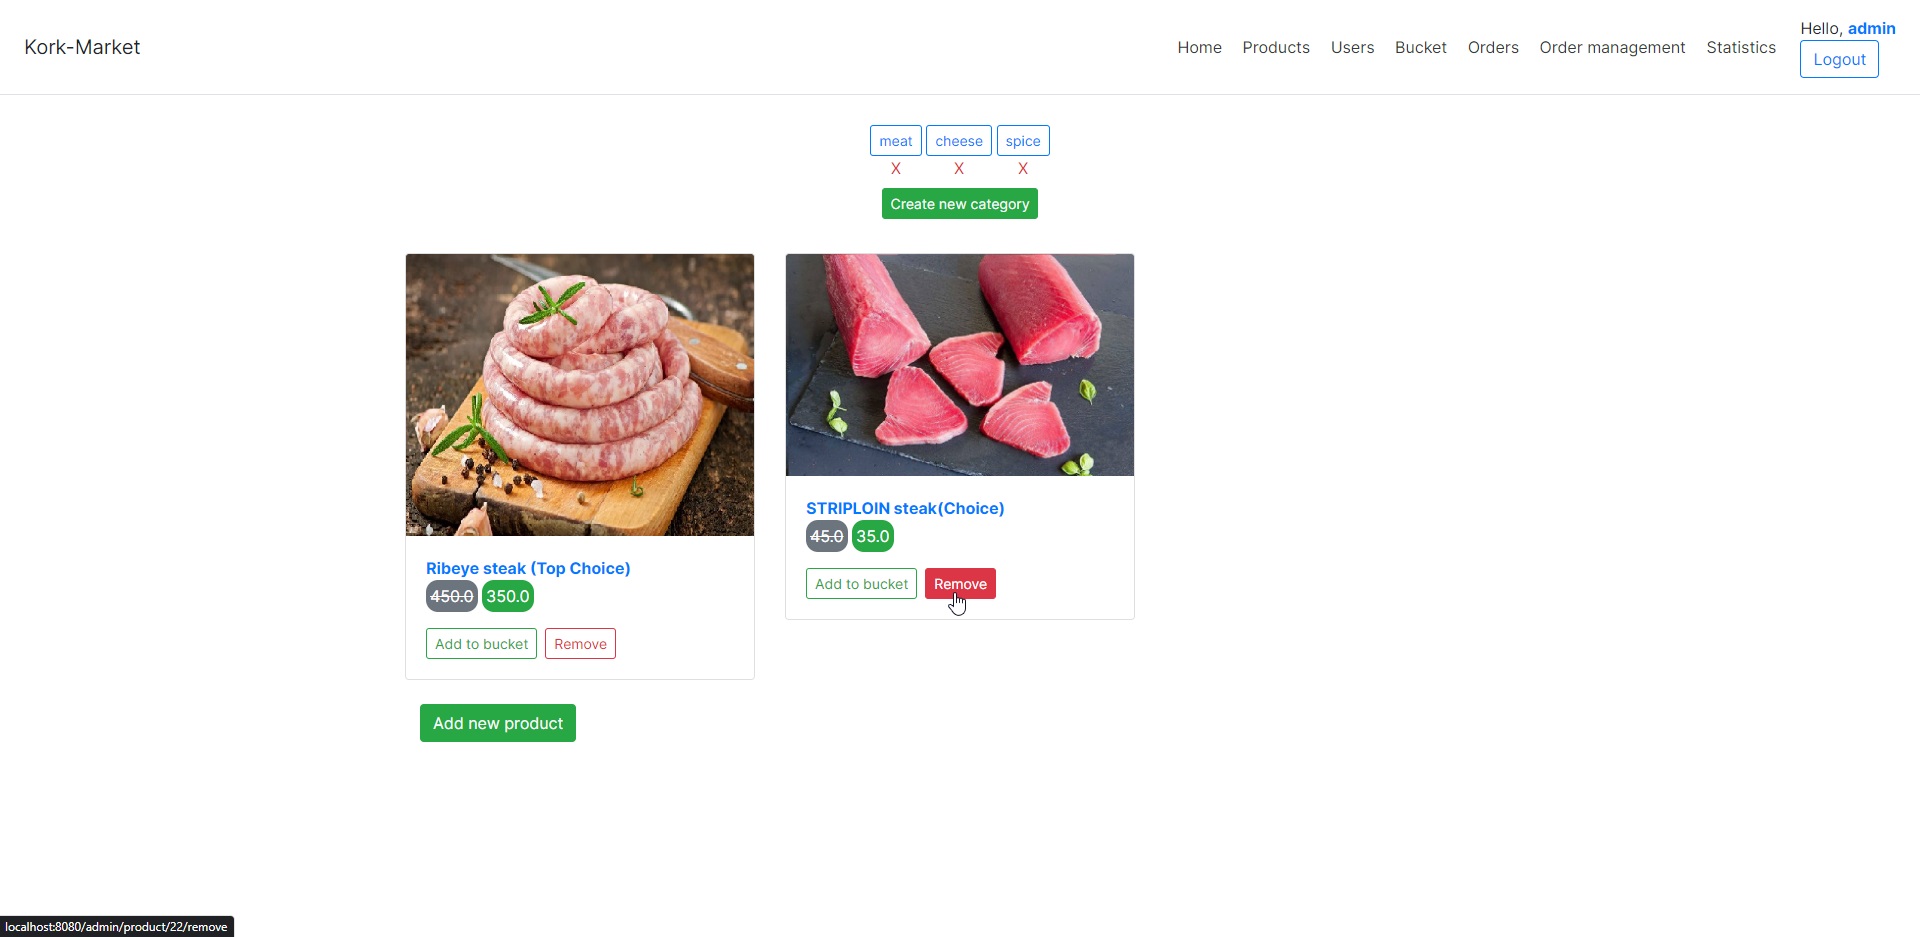 Kork-Market
Home Products Users Bucket Orders Order management Statistics
Hello, admin
Logout
meat cheese spice
X X X
Create new category
Ribeye steak (Top Choice)
450.0 350.0
Add to bucket Remove
STRIPLOIN steak(Choice)
45.0 35.0
Add to bucket Remove
Add new product
localhost:8080/admin/product/22/remove